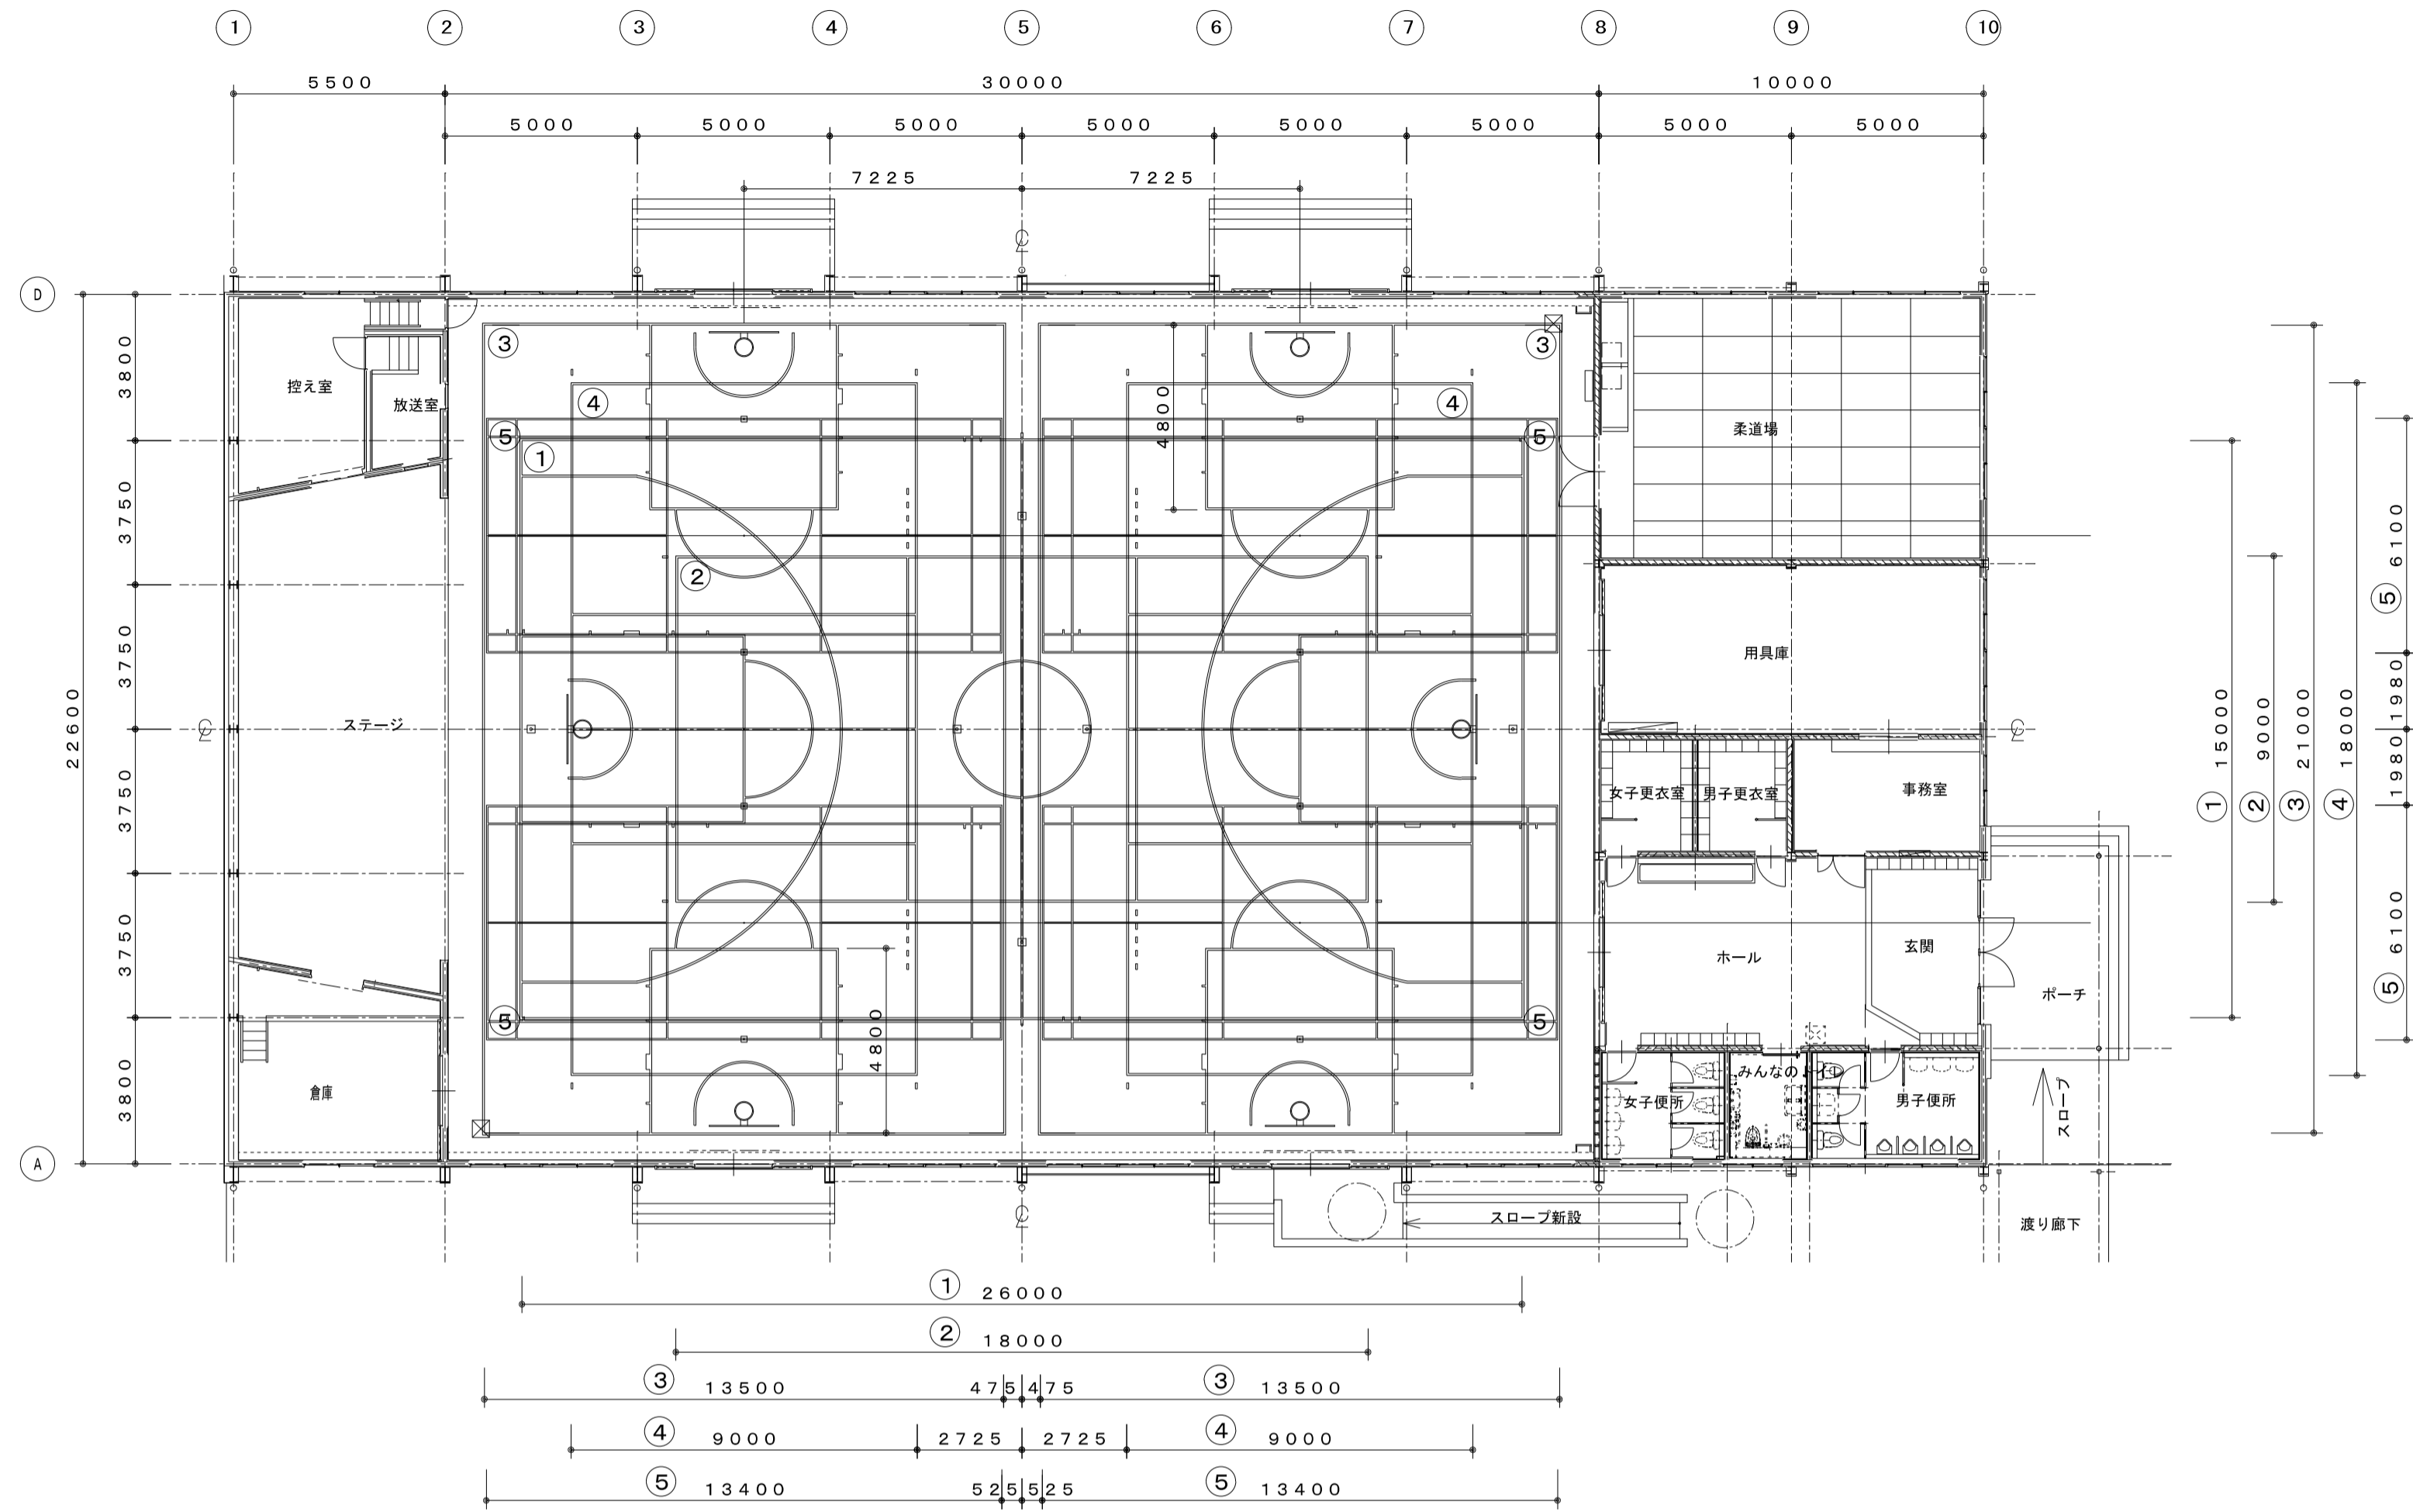 1 2 3 4 5 6 7 8 9 10
5500 30000 10000
5000 5000 5000 5000 5000 5000 5000 5000
7225 7225
D
A
22600
3800
3750
3750
3750
3750
3800
控え室
放送室
ステージ
倉庫
③ ③
④ ④
⑤ ⑤
①
②
⑤ ⑤
4800
4800
柔道場
用具庫
女子更衣室 男子更衣室 事務室
ホール
玄関
ポーチ
みんなのトイレ
女子便所
男子便所
スロープ
スロープ新設
渡り廊下
① 15000
② 9000
③ 21000
④ 18000
⑤ 6100
1980
1980
⑤ 6100
① 26000
② 18000
③ 13500 475 475 ③ 13500
④ 9000 2725 2725 ④ 9000
⑤ 13400 525 525 ⑤ 13400